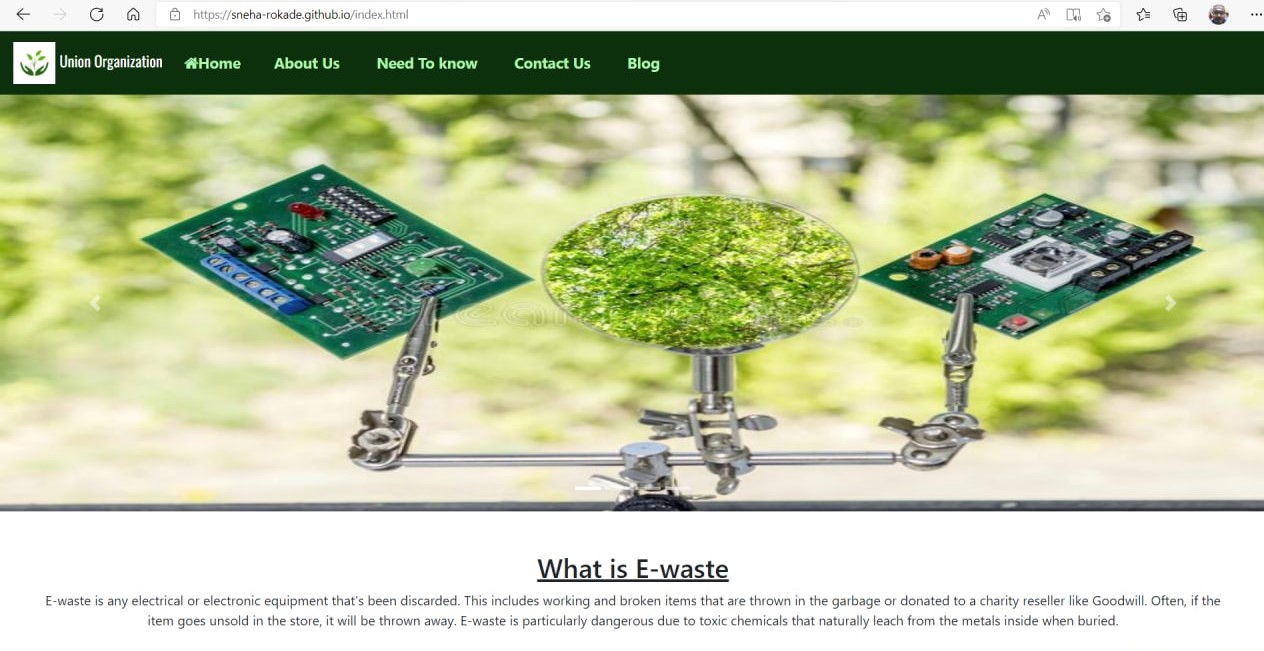 https://sneha-rokade.github.io/index.html
Union Organization Home About Us Need To know Contact Us Blog
What is E-waste
E-waste is any electrical or electronic equipment that's been discarded. This includes working and broken items that are thrown in the garbage or donated to a charity reseller like Goodwill. Often, if the
item goes unsold in the store, it will be thrown away. E-waste is particularly dangerous due to toxic chemicals that naturally leach from the metals inside when buried.